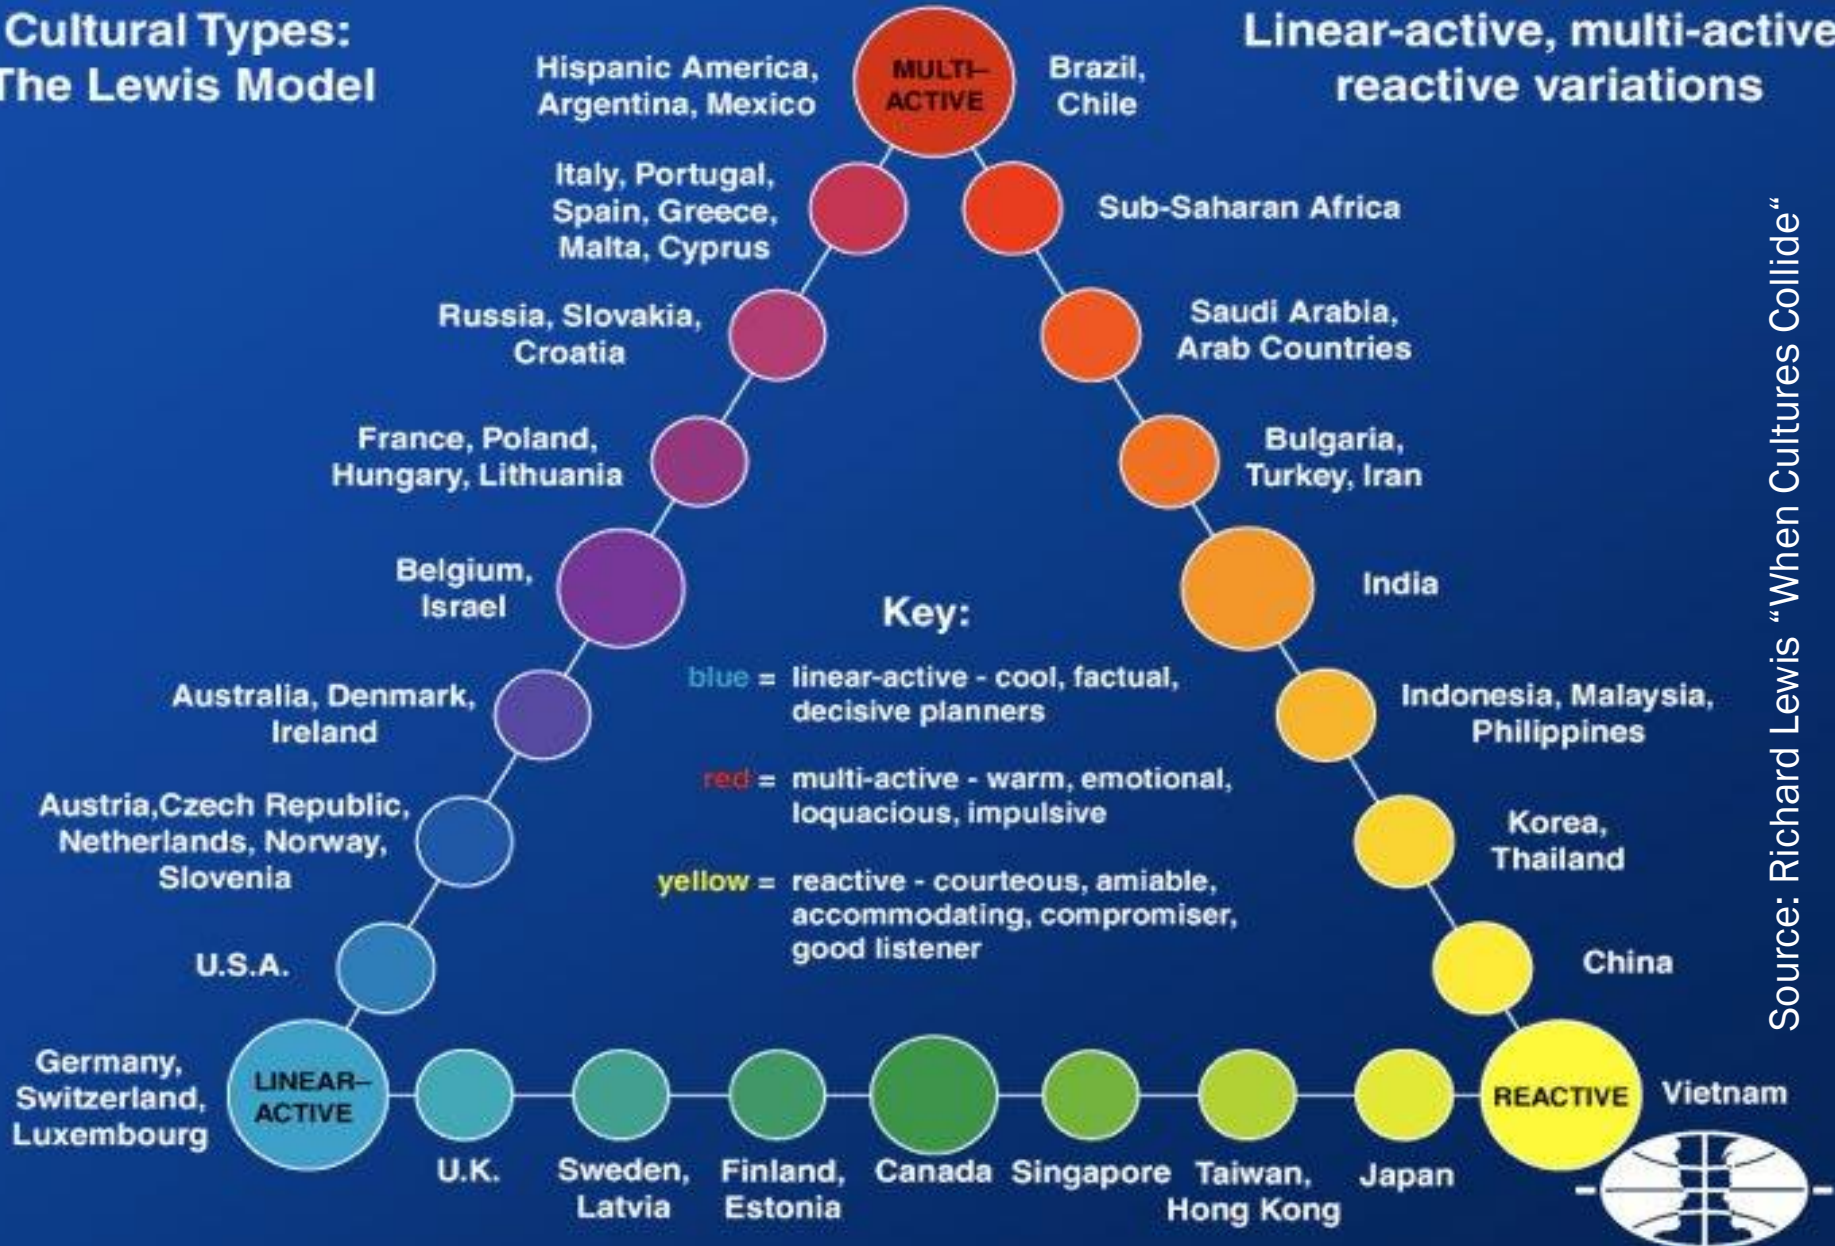 Cultural Types:
The Lewis Model
Linear-active, multi-active
reactive variations
MULTI–
ACTIVE
Hispanic America,
Argentina, Mexico
Brazil,
Chile
Italy, Portugal,
Spain, Greece,
Malta, Cyprus
Sub-Saharan Africa
Russia, Slovakia,
Croatia
Saudi Arabia,
Arab Countries
France, Poland,
Hungary, Lithuania
Bulgaria,
Turkey, Iran
Belgium,
Israel
India
Australia, Denmark,
Ireland
Indonesia, Malaysia,
Philippines
Austria,Czech Republic,
Netherlands, Norway,
Slovenia
Korea,
Thailand
U.S.A.
China
Key:
blue = linear-active - cool, factual,
decisive planners
red = multi-active - warm, emotional,
loquacious, impulsive
yellow = reactive - courteous, amiable,
accommodating, compromiser,
good listener
Germany,
Switzerland,
Luxembourg
LINEAR–
ACTIVE
REACTIVE
Vietnam
U.K.
Sweden,
Latvia
Finland,
Estonia
Canada
Singapore
Taiwan,
Hong Kong
Japan
Source: Richard Lewis “When Cultures Collide“